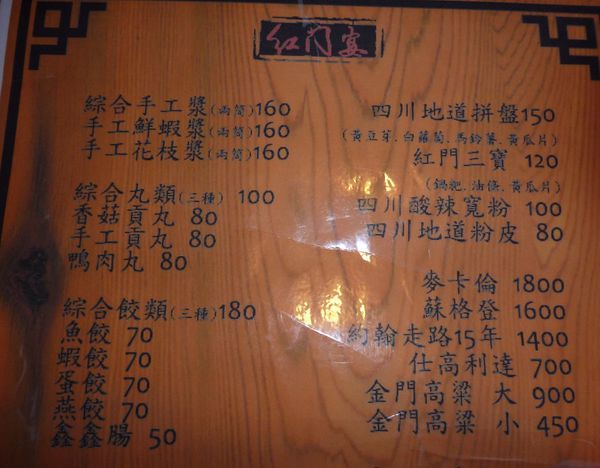 紅門宴
綜合手工漿(兩筒)160
手工鮮蝦漿(兩筒)160
手工花枝漿(兩筒)160
綜合丸類(三種) 100
香菇貢丸 80
手工貢丸 80
鴨肉丸 80
綜合餃類(三種)180
魚餃 70
蝦餃 70
蛋餃 70
燕餃 70
鑫鑫腸 50
四川地道拼盤150
(黃豆芽.白蘿蔔.馬鈴薯.黃瓜片)
紅門三寶 120
(鍋粑.油條.黃瓜片)
四川酸辣寬粉 100
四川地道粉皮 80
麥卡倫 1800
蘇格登 1600
約翰走路15年 1400
仕高利達 700
金門高粱 大 900
金門高粱 小 450